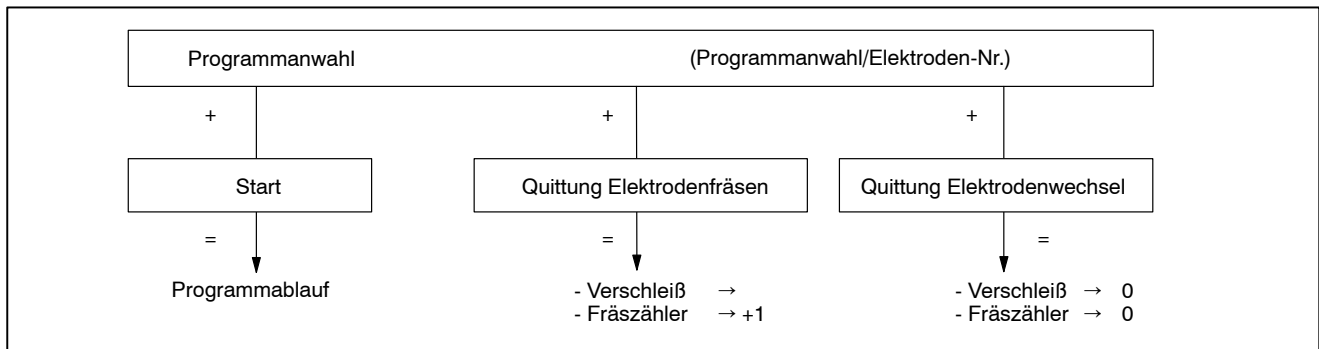 Programmanwahl (Programmanwahl/Elektroden-Nr.)
+ + +
Start Quittung Elektrodenfräsen Quittung Elektrodenwechsel
= = =
Programmablauf - Verschleiß → - Verschleiß → 0
- Fräszähler → +1 - Fräszähler → 0